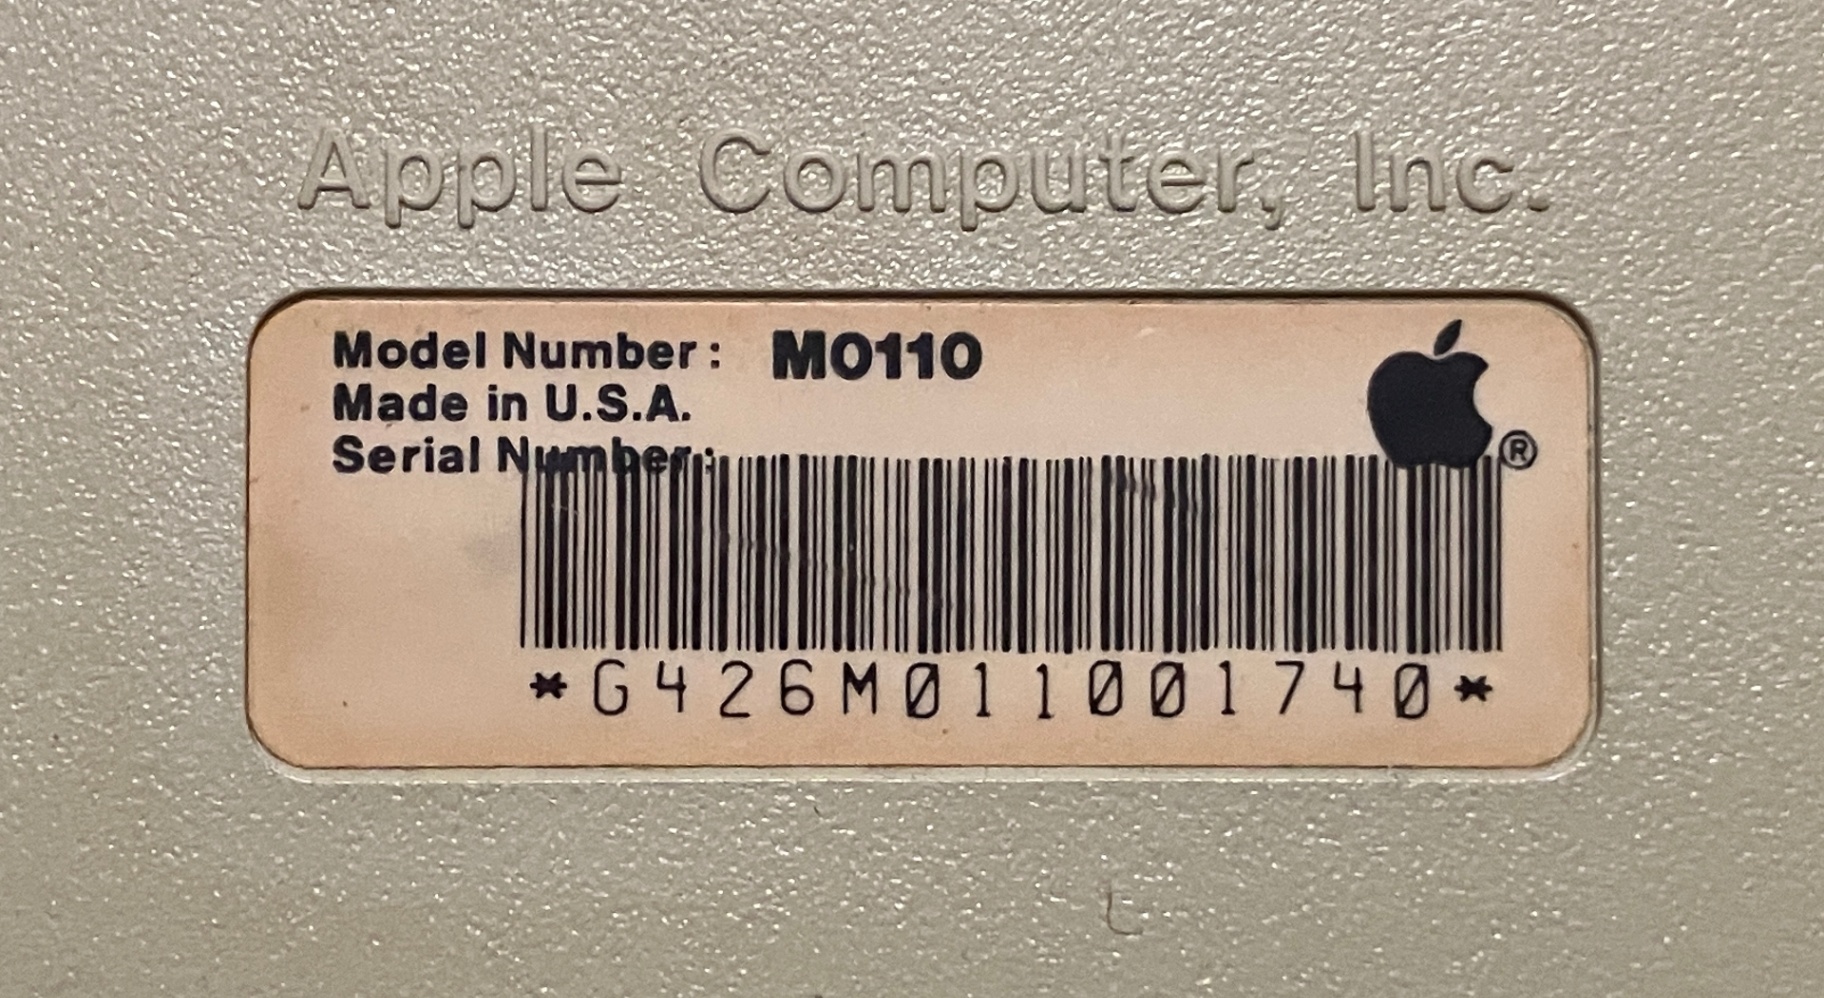 Apple Computer, Inc.
Model Number: M0110
Made in U.S.A.
Serial Number:
®
*G426M011001740*